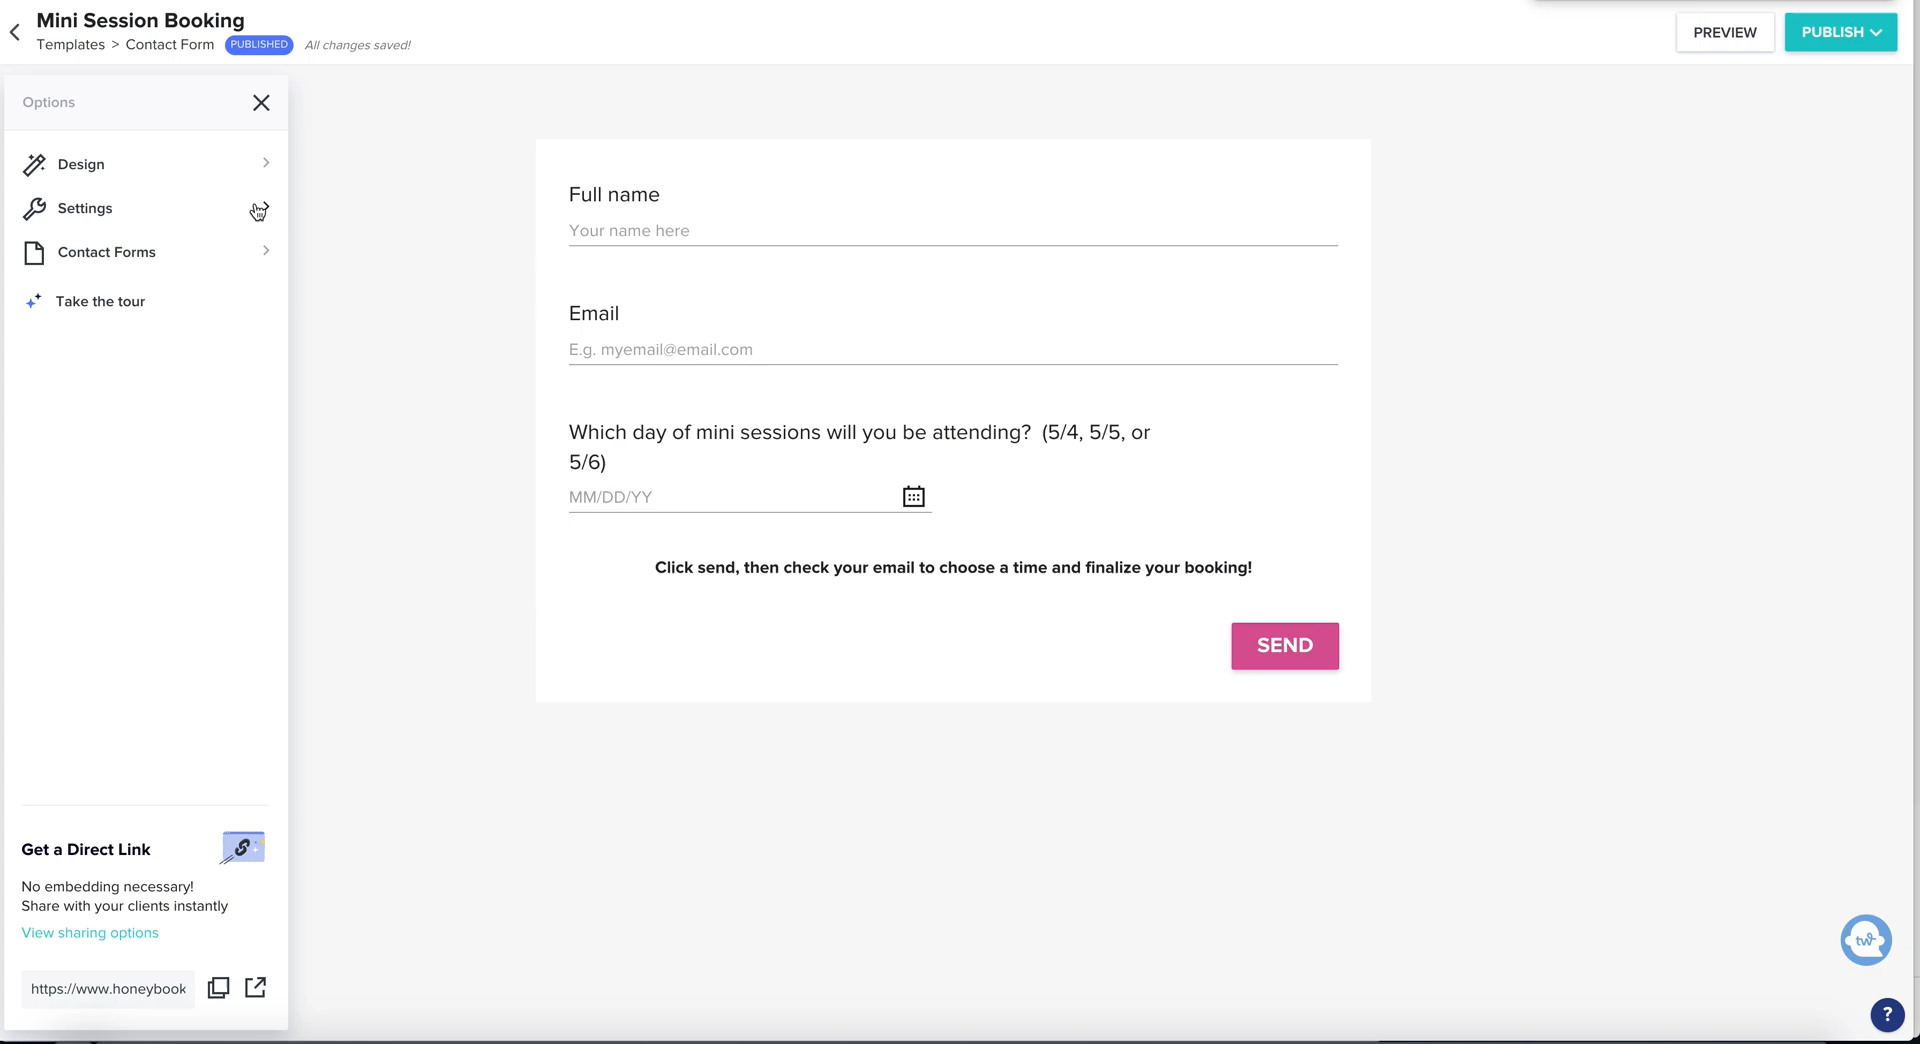 Mini Session Booking
Templates > Contact Form PUBLISHED All changes saved!
PREVIEW
PUBLISH
Options
Design
Settings
Contact Forms
Take the tour
Full name
Your name here
Email
E.g. myemail@email.com
Which day of mini sessions will you be attending? (5/4, 5/5, or
5/6)
MM/DD/YY
Click send, then check your email to choose a time and finalize your booking!
SEND
Get a Direct Link
No embedding necessary!
Share with your clients instantly
View sharing options
https://www.honeybook
tw
?